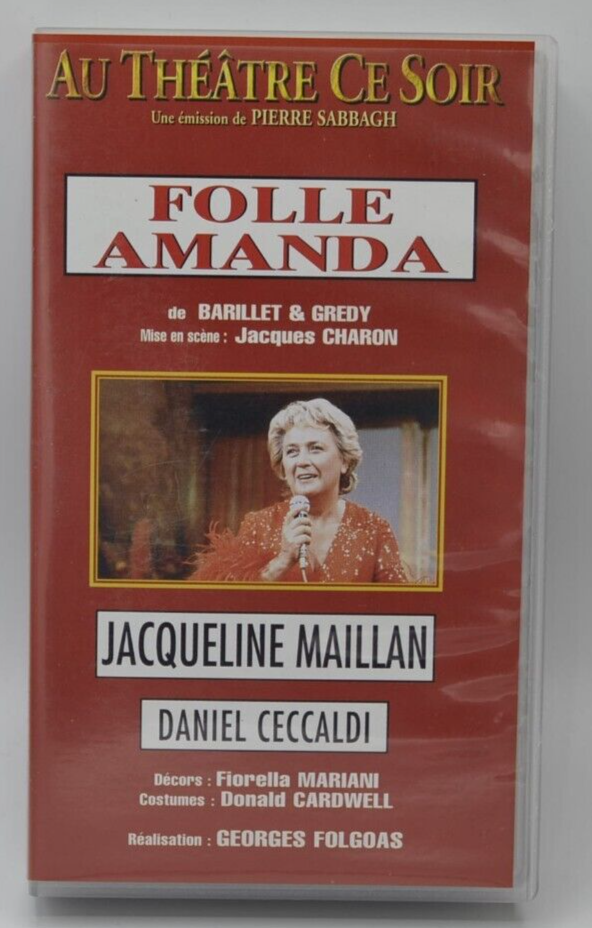 AU THÉÂTRE CE SOIR
Une émission de PIERRE SABBAGH
FOLLE
AMANDA
de BARILLET & GREDY
Mise en scène : Jacques CHARON
JACQUELINE MAILLAN
DANIEL CECCALDI
Décors : Fiorella MARIANI
Costumes : Donald CARDWELL
Réalisation : GEORGES FOLGOAS